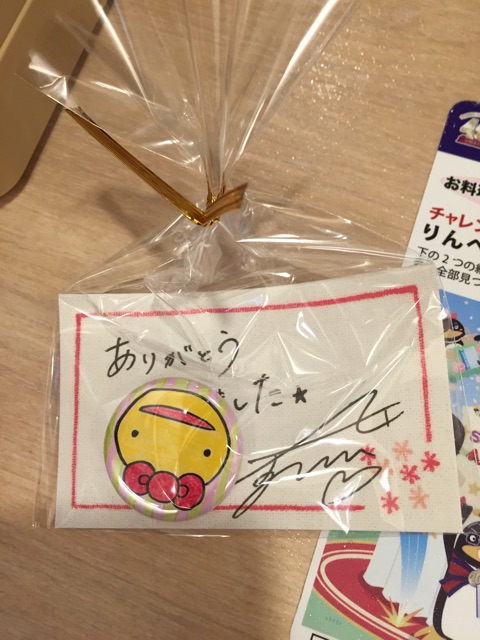 ありがとう
した★
お料
チャレン
りんへ
下の2つの
全部見つ